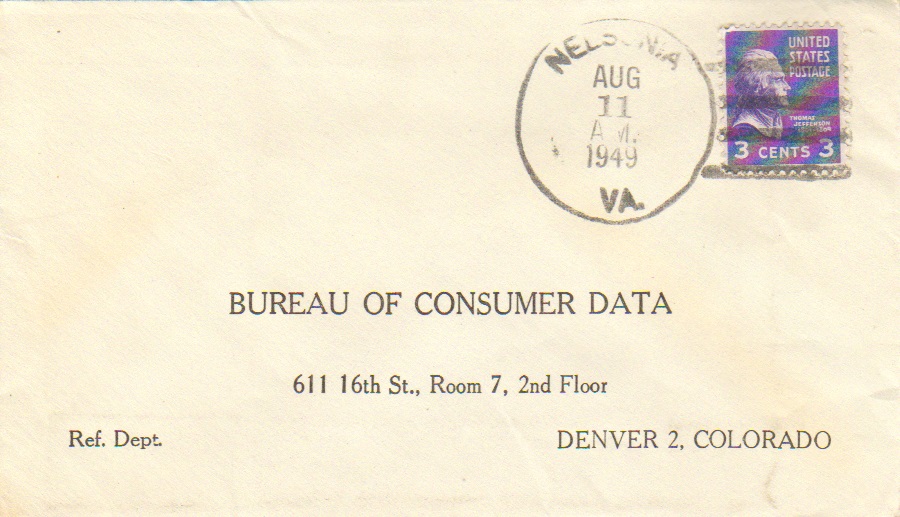 NELSONIA
AUG
11
A.M.
1949
VA.
UNITED
STATES
POSTAGE
THOMAS
JEFFERSON
3 CENTS 3
BUREAU OF CONSUMER DATA
611 16th St., Room 7, 2nd Floor
Ref. Dept.
DENVER 2, COLORADO